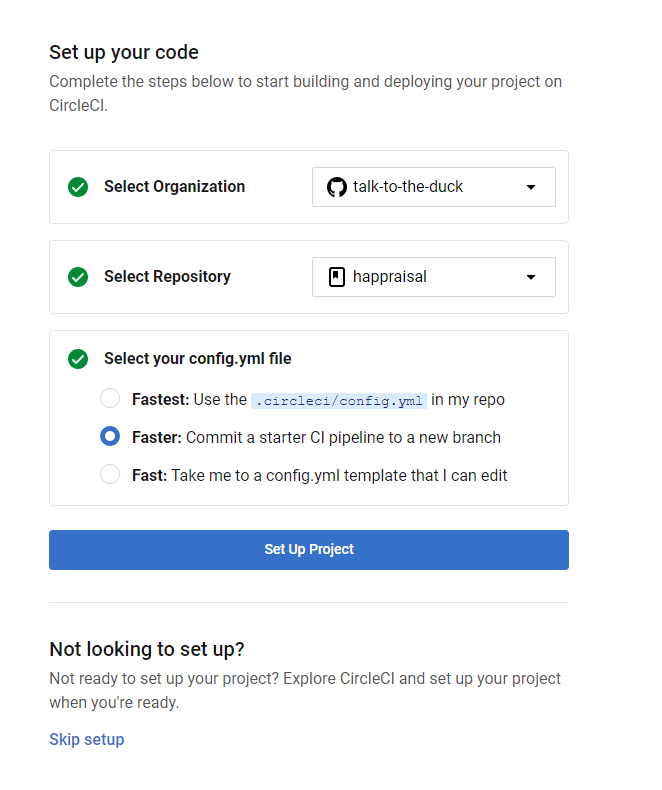 Set up your code
Complete the steps below to start building and deploying your project on
CircleCI.
Select Organization
talk-to-the-duck
Select Repository
happraisal
Select your config.yml file
Fastest: Use the .circleci/config.yml in my repo
Faster: Commit a starter CI pipeline to a new branch
Fast: Take me to a config.yml template that I can edit
Set Up Project
Not looking to set up?
Not ready to set up your project? Explore CircleCI and set up your project
when you're ready.
Skip setup